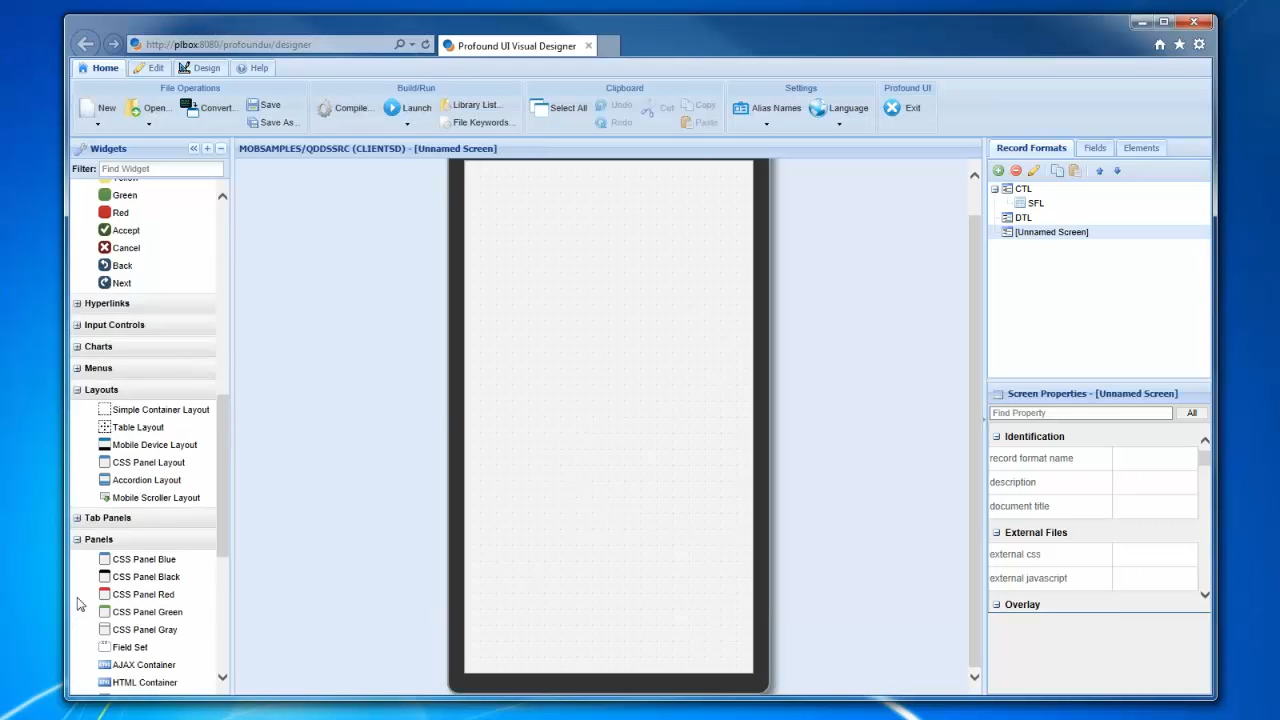 http://plbox:8080/profoundui/designer
Profound UI Visual Designer
Home Edit Design Help
File Operations Build/Run Clipboard Settings Profound UI
New Open... Convert... Save Save As...
Compile... Launch Library List... File Keywords...
Select All Undo Redo Cut Copy Paste
Alias Names Language Exit
Widgets
Filter: Find Widget
Green
Red
Accept
Cancel
Back
Next
Hyperlinks
Input Controls
Charts
Menus
Layouts
Simple Container Layout
Table Layout
Mobile Device Layout
CSS Panel Layout
Accordion Layout
Mobile Scroller Layout
Tab Panels
Panels
CSS Panel Blue
CSS Panel Black
CSS Panel Red
CSS Panel Green
CSS Panel Gray
Field Set
AJAX Container
HTML Container
MOBSAMPLES/QDDSSRC (CLIENTSD) - [Unnamed Screen]
Record Formats Fields Elements
CTL
SFL
DTL
[Unnamed Screen]
Screen Properties - [Unnamed Screen]
Find Property All
Identification
record format name
description
document title
External Files
external css
external javascript
Overlay